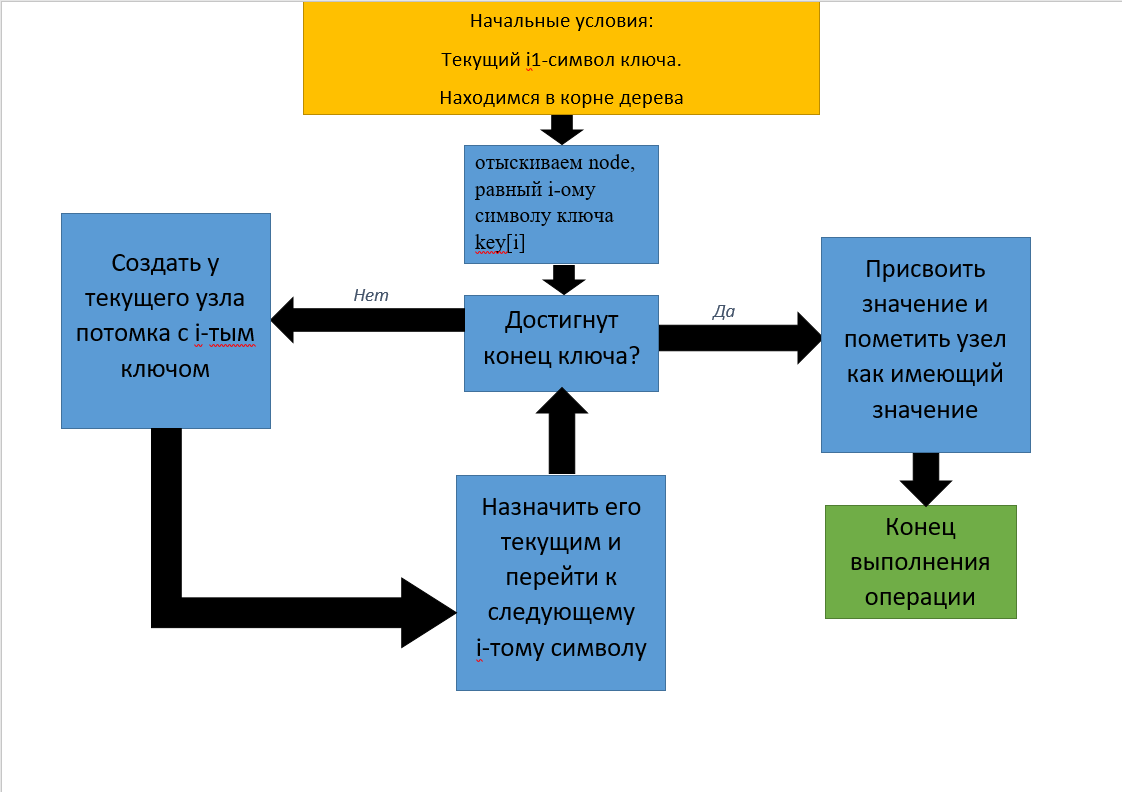 Начальные условия:
Текущий i1-символ ключа.
Находимся в корне дерева
отыскиваем node,
равный i-ому
символу ключа
key[i]
Создать у
текущего узла
потомка с i-тым
ключом
Нет
Достигнут
конец ключа?
Да
Присвоить
значение и
пометить узел
как имеющий
значение
Назначить его
текущим и
перейти к
следующему
i-тому символу
Конец
выполнения
операции